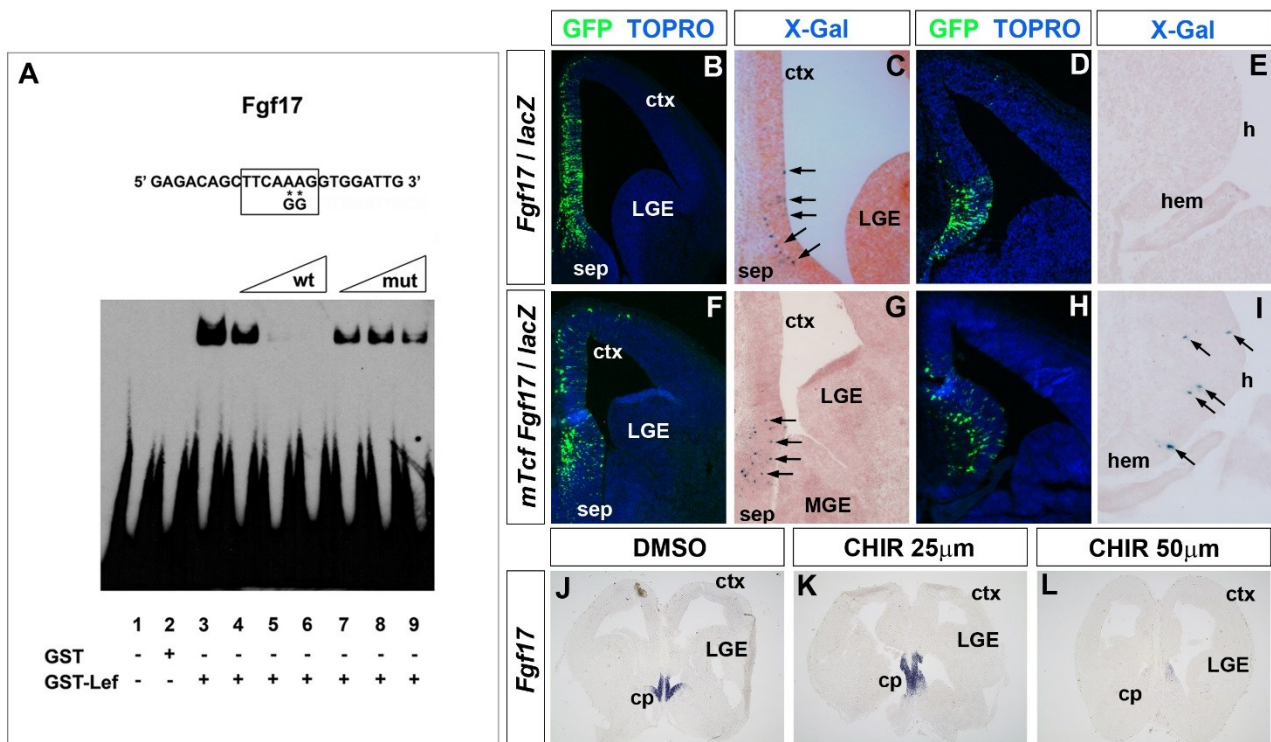 A
Fgf17
5' GAGACAGCTTCAAAGGTGGATTG 3'
* *
GG
wt
mut
1 2 3 4 5 6 7 8 9
GST - + - - - - - - -
GST-Lef - - + + + + + + +
GFP TOPRO
X-Gal
GFP TOPRO
X-Gal
Fgf17 / lacZ
B
ctx
LGE
sep
C
ctx
LGE
sep
D
E
h
hem
mTcf Fgf17 / lacZ
F
ctx
LGE
sep
G
ctx
LGE
MGE
sep
H
I
h
hem
DMSO
CHIR 25μm
CHIR 50μm
Fgf17
J
ctx
LGE
cp
K
ctx
LGE
cp
L
ctx
LGE
cp